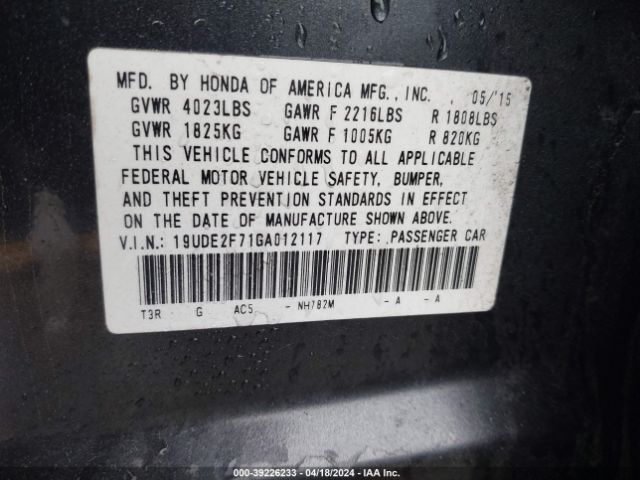 MFD. BY HONDA OF AMERICA MFG., INC. , 05/'15
GVWR 4023LBS GAWR F 2216LBS R 1808LBS
GVWR 1825KG GAWR F 1005KG R 820KG
THIS VEHICLE CONFORMS TO ALL APPLICABLE
FEDERAL MOTOR VEHICLE SAFETY, BUMPER,
AND THEFT PREVENTION STANDARDS IN EFFECT
ON THE DATE OF MANUFACTURE SHOWN ABOVE.
V.I.N.: 19UDE2F71GA012117 TYPE: PASSENGER CAR
T3R G AC5 - NH782M - A - A
000-39226233 - 04/18/2024 - IAA Inc.